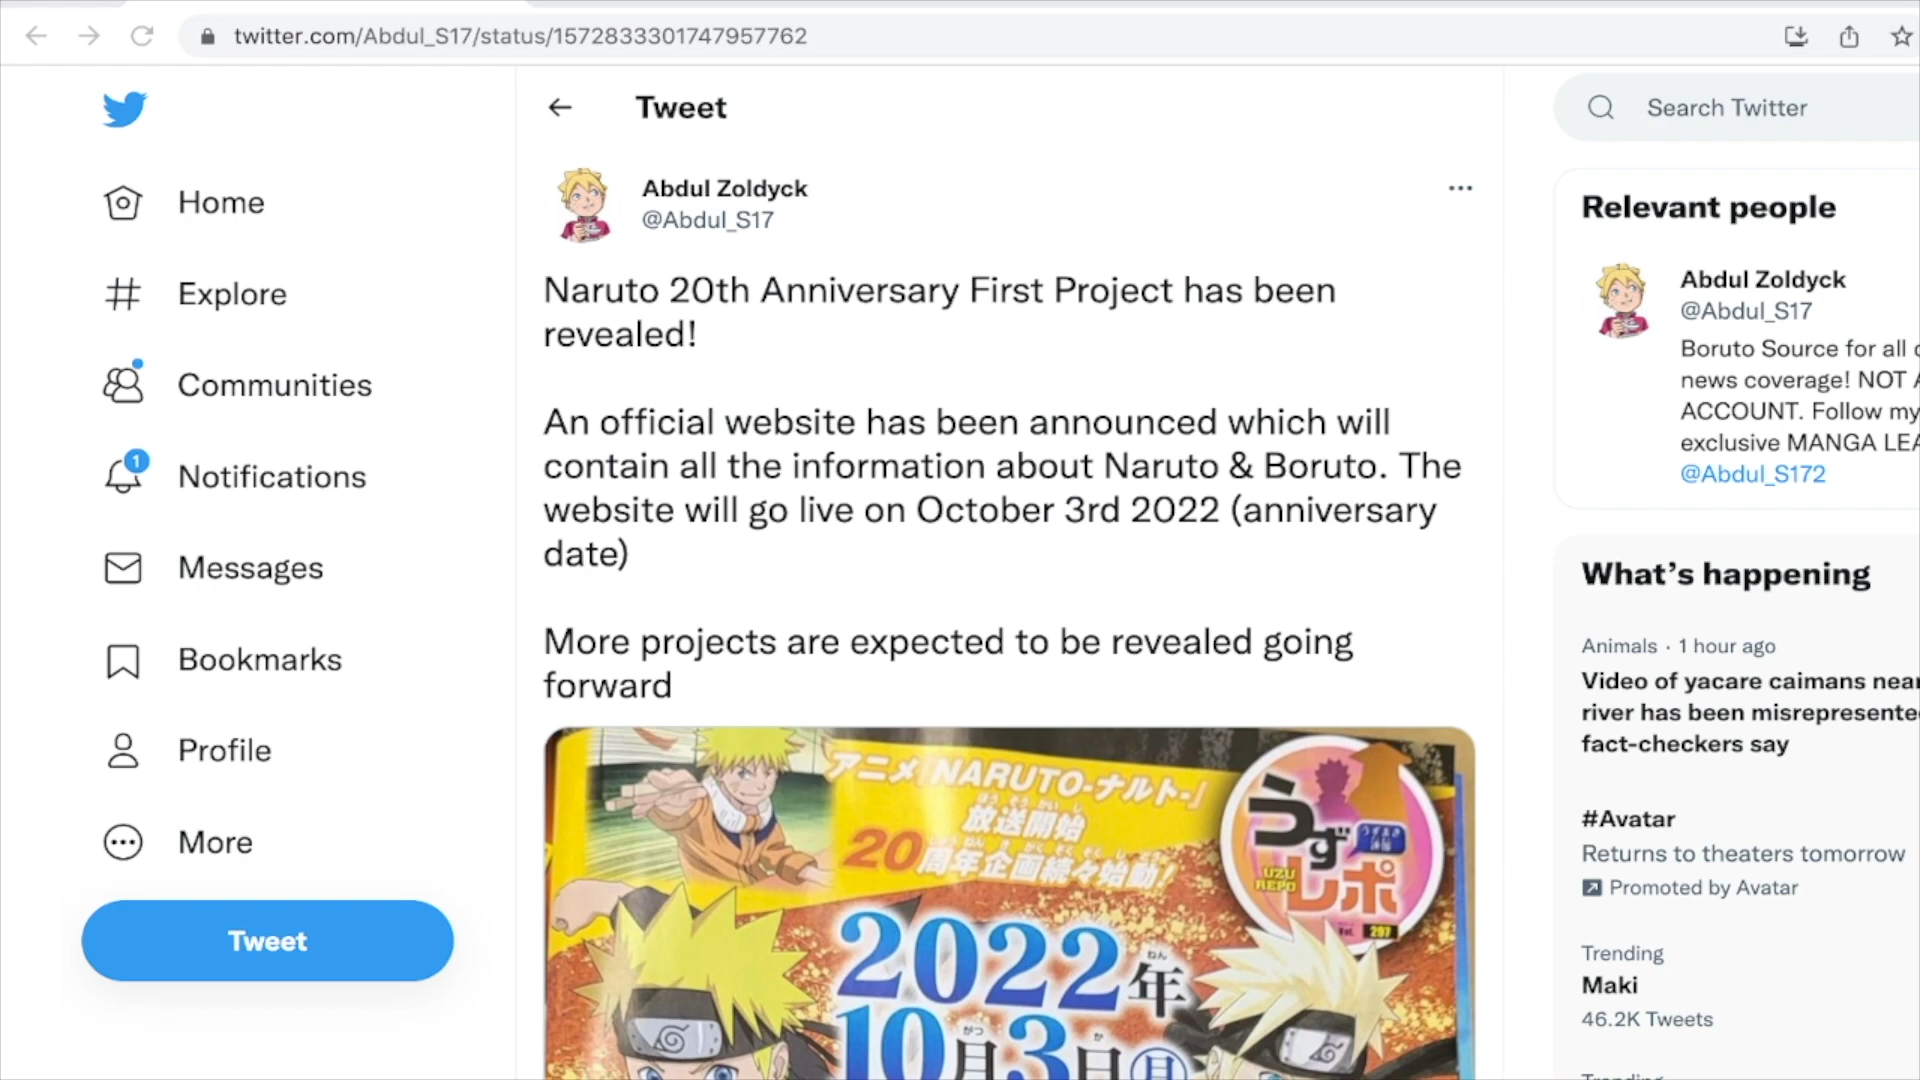 twitter.com/Abdul_S17/status/1572833301747957762
Home
Explore
Communities
1
Notifications
Messages
Bookmarks
Profile
More
Tweet
Tweet
Abdul Zoldyck
@Abdul_S17
Naruto 20th Anniversary First Project has been
revealed!
An official website has been announced which will
contain all the information about Naruto & Boruto. The
website will go live on October 3rd 2022 (anniversary
date)
More projects are expected to be revealed going
forward
アニメ『NARUTO-ナルト-』
放送開始
20周年企画続々始動!
うず
レポ
UZU
REPO
Vol. 297
2022年
10月3日(月)
Search Twitter
Relevant people
Abdul Zoldyck
@Abdul_S17
Boruto Source for all
news coverage! NOT
ACCOUNT. Follow my
exclusive MANGA
@Abdul_S172
What's happening
Animals · 1 hour ago
Video of yacare caimans
river has been
fact-checkers say
#Avatar
Returns to theaters tomorrow
Promoted by Avatar
Trending
Maki
46.2K Tweets